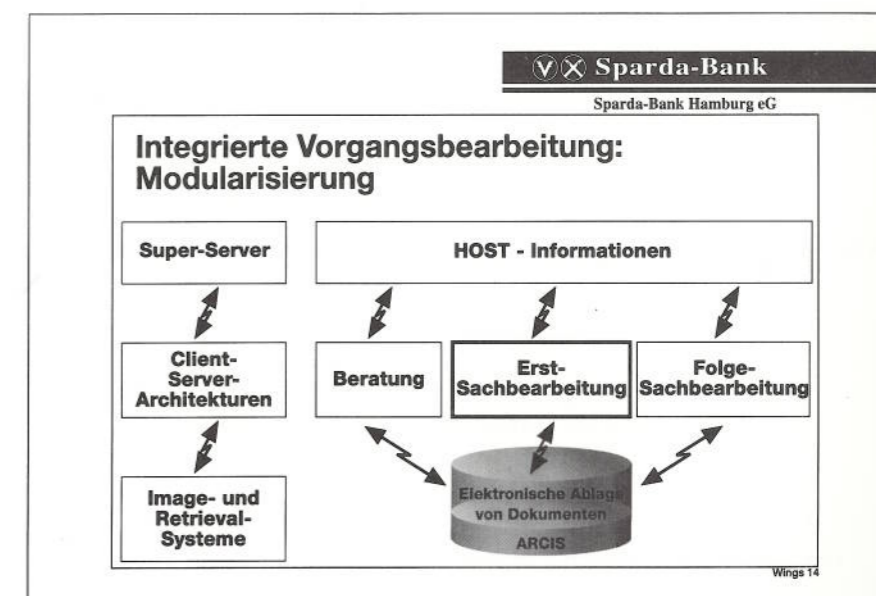 Sparda-Bank
Sparda-Bank Hamburg eG
Integrierte Vorgangsbearbeitung:
Modularisierung
Super-Server
HOST - Informationen
Client-
Server-
Architekturen
Beratung
Erst-
Sachbearbeitung
Folge-
Sachbearbeitung
Image- und
Retrieval-
Systeme
Elektronische Ablage
von Dokumenten
ARCIS
Wings 14